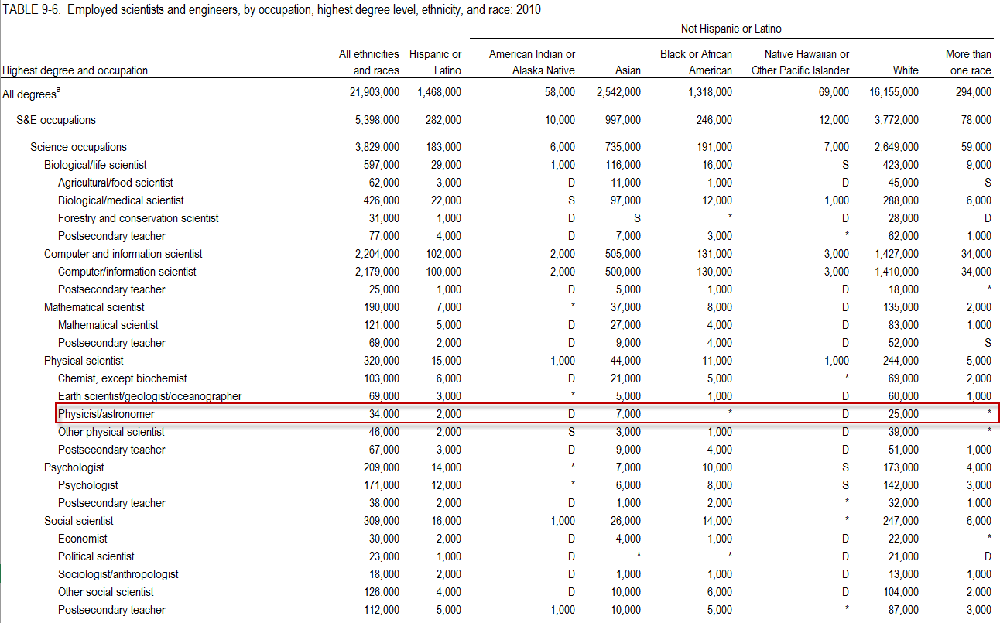 TABLE 9-6. Employed scientists and engineers, by occupation, highest degree level, ethnicity, and race: 2010
Not Hispanic or Latino
All ethnicities Hispanic or American Indian or Black or African Native Hawaiian or More than
Highest degree and occupation and races Latino Alaska Native Asian American Other Pacific Islander White one race
All degreesa 21,903,000 1,468,000 58,000 2,542,000 1,318,000 69,000 16,155,000 294,000
S&E occupations 5,398,000 282,000 10,000 997,000 246,000 12,000 3,772,000 78,000
Science occupations 3,829,000 183,000 6,000 735,000 191,000 7,000 2,649,000 59,000
Biological/life scientist 597,000 29,000 1,000 116,000 16,000 S 423,000 9,000
Agricultural/food scientist 62,000 3,000 D 11,000 1,000 D 45,000 S
Biological/medical scientist 426,000 22,000 S 97,000 12,000 1,000 288,000 6,000
Forestry and conservation scientist 31,000 1,000 D S * D 28,000 D
Postsecondary teacher 77,000 4,000 D 7,000 3,000 * 62,000 1,000
Computer and information scientist 2,204,000 102,000 2,000 505,000 131,000 3,000 1,427,000 34,000
Computer/information scientist 2,179,000 100,000 2,000 500,000 130,000 3,000 1,410,000 34,000
Postsecondary teacher 25,000 1,000 D 5,000 1,000 D 18,000 *
Mathematical scientist 190,000 7,000 * 37,000 8,000 D 135,000 2,000
Mathematical scientist 121,000 5,000 D 27,000 4,000 D 83,000 1,000
Postsecondary teacher 69,000 2,000 D 9,000 4,000 D 52,000 S
Physical scientist 320,000 15,000 1,000 44,000 11,000 1,000 244,000 5,000
Chemist, except biochemist 103,000 6,000 D 21,000 5,000 * 69,000 2,000
Earth scientist/geologist/oceanographer 69,000 3,000 * 5,000 1,000 D 60,000 1,000
Physicist/astronomer 34,000 2,000 D 7,000 * D 25,000 *
Other physical scientist 46,000 2,000 S 3,000 1,000 D 39,000 *
Postsecondary teacher 67,000 3,000 D 9,000 4,000 D 51,000 1,000
Psychologist 209,000 14,000 * 7,000 10,000 S 173,000 4,000
Psychologist 171,000 12,000 * 6,000 8,000 S 142,000 3,000
Postsecondary teacher 38,000 2,000 D 1,000 2,000 * 32,000 1,000
Social scientist 309,000 16,000 1,000 26,000 14,000 * 247,000 6,000
Economist 30,000 2,000 D 4,000 1,000 D 22,000 *
Political scientist 23,000 1,000 D * * D 21,000 D
Sociologist/anthropologist 18,000 2,000 D 1,000 1,000 D 13,000 1,000
Other social scientist 126,000 4,000 D 10,000 6,000 D 104,000 2,000
Postsecondary teacher 112,000 5,000 1,000 10,000 5,000 * 87,000 3,000